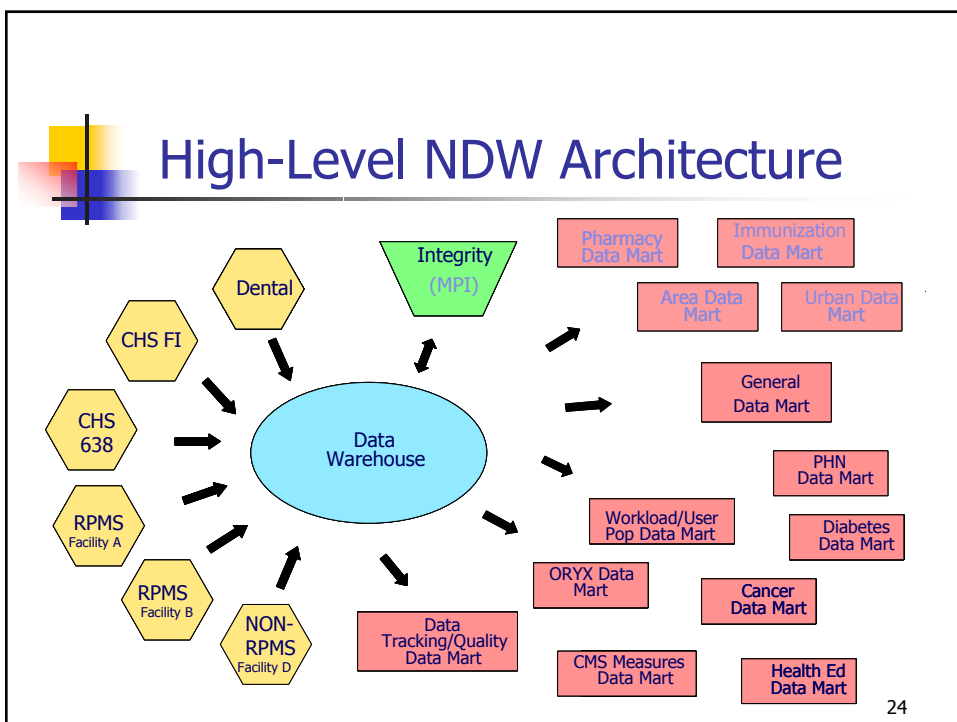 High-Level NDW Architecture
Dental
CHS FI
CHS
638
RPMS
Facility A
RPMS
Facility B
NON-
RPMS
Facility D
Integrity
(MPI)
Data
Warehouse
Pharmacy
Data Mart
Immunization
Data Mart
Area Data
Mart
Urban Data
Mart
General
Data Mart
PHN
Data Mart
Workload/User
Pop Data Mart
Diabetes
Data Mart
ORYX Data
Mart
Cancer
Data Mart
Data
Tracking/Quality
Data Mart
CMS Measures
Data Mart
Health Ed
Data Mart
24